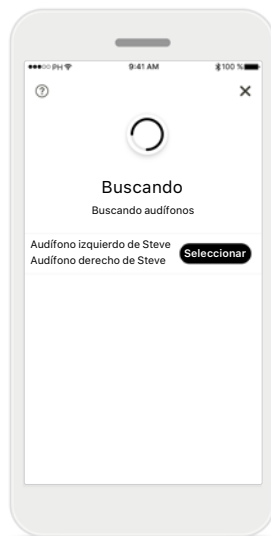 PH 9:41 AM 100 %
?
Buscando
Buscando audífonos
Audífono izquierdo de Steve
Audífono derecho de Steve
Seleccionar